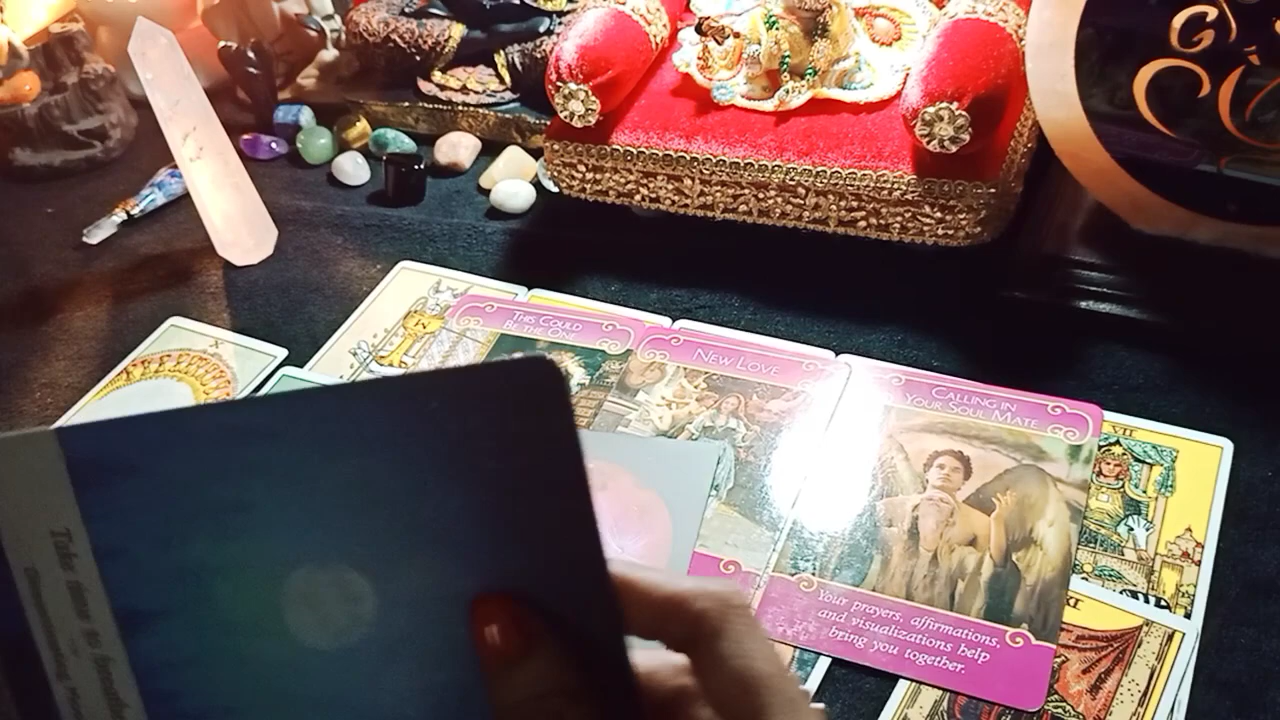 X
THIS COULD
BE THE ONE
NEW LOVE
CALLING IN
YOUR SOUL MATE
VII
Your prayers, affirmations,
and visualizations help
bring you together.
Take time to